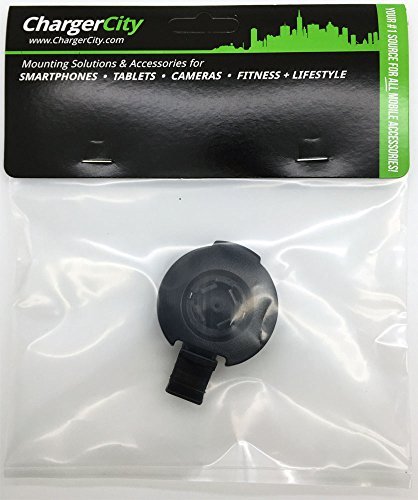 ChargerCity
www.ChargerCity.com
Mounting Solutions & Accessories for
SMARTPHONES • TABLETS • CAMERAS • FITNESS + LIFESTYLE
YOUR #1 SOURCE FOR ALL MOBILE ACCESSORIES!